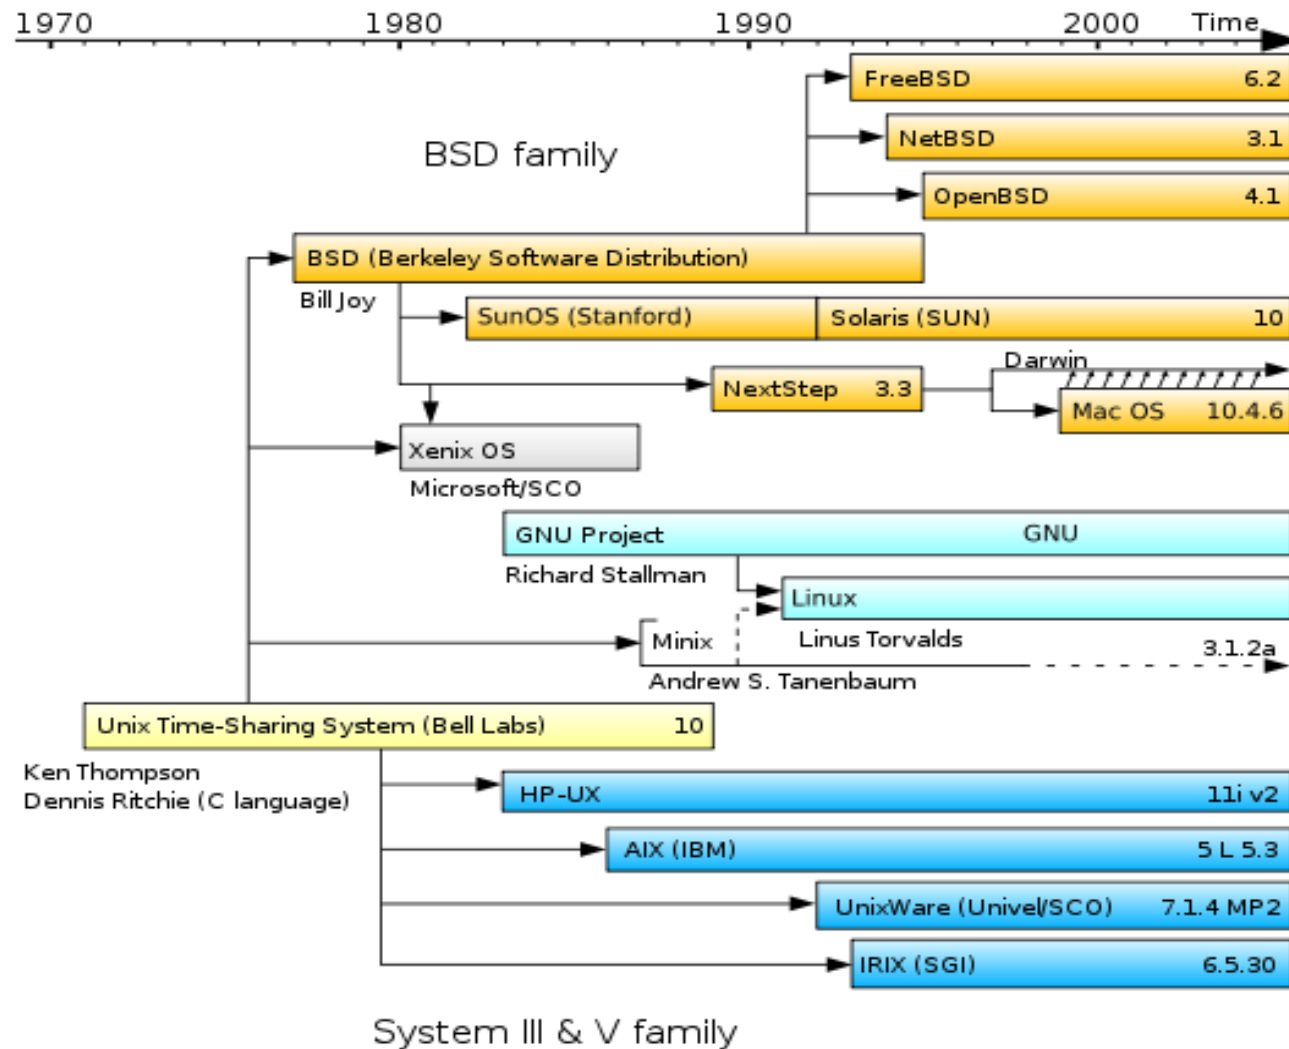 1970 1980 1990 2000 Time
FreeBSD 6.2
NetBSD 3.1
BSD family
OpenBSD 4.1
BSD (Berkeley Software Distribution)
Bill Joy
SunOS (Stanford) Solaris (SUN) 10
Darwin
NextStep 3.3
Mac OS 10.4.6
Xenix OS
Microsoft/SCO
GNU Project GNU
Richard Stallman
Linux
Linus Torvalds
Minix 3.1.2a
Andrew S. Tanenbaum
Unix Time-Sharing System (Bell Labs) 10
Ken Thompson
Dennis Ritchie (C language)
HP-UX 11i v2
AIX (IBM) 5 L 5.3
UnixWare (Univel/SCO) 7.1.4 MP2
IRIX (SGI) 6.5.30
System III & V family